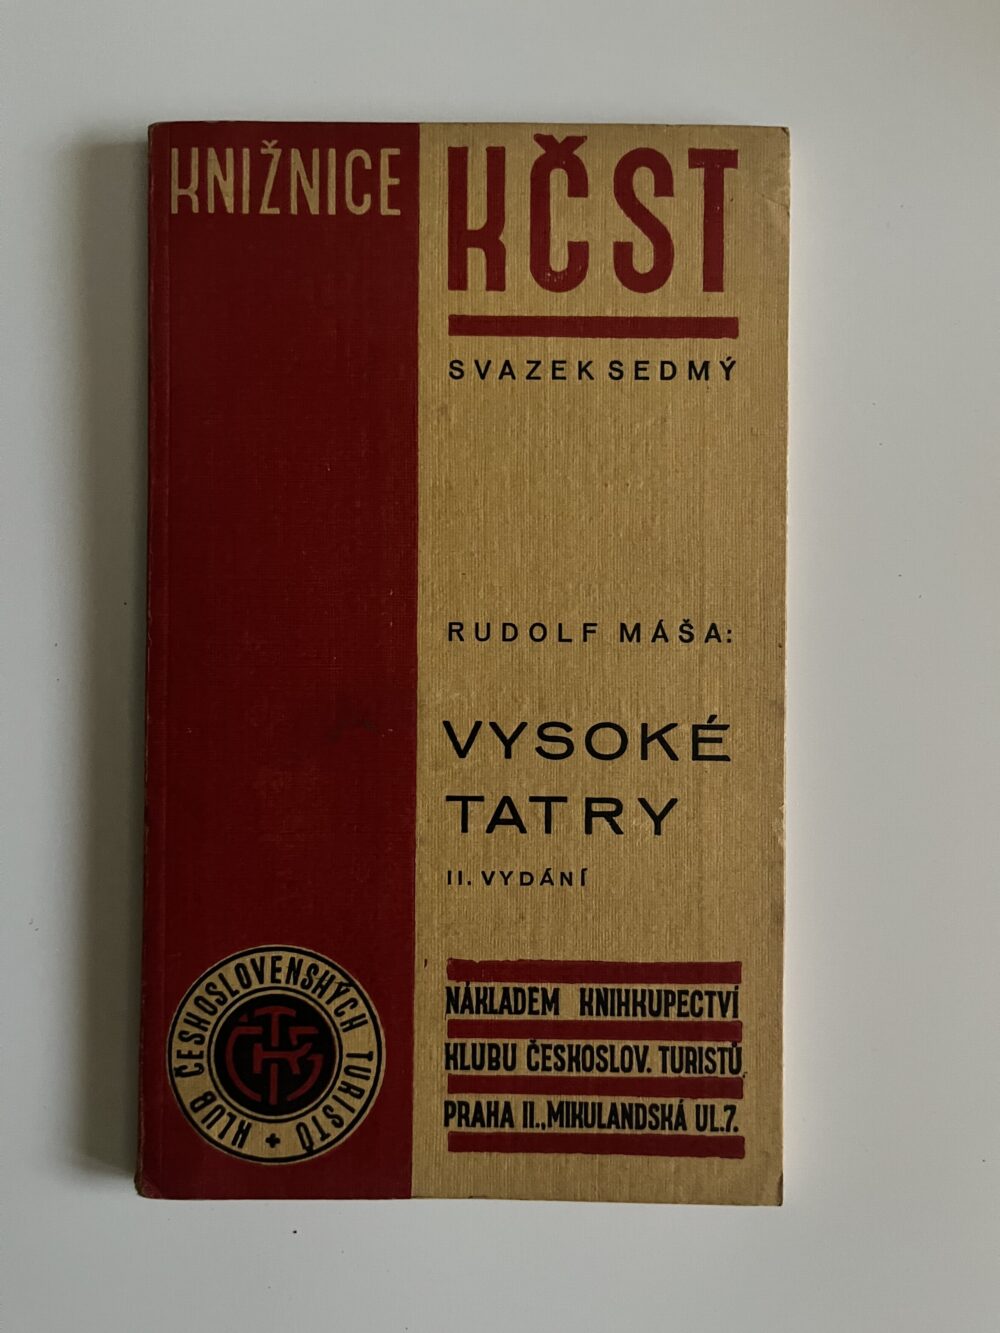 KNIŽNICE
KČST
SVAZEK SEDMÝ
RUDOLF MÁŠA:
VYSOKÉ
TATRY
II. VYDÁNÍ
NÁKLADEM KNIHKUPECTVÍ
KLUBU ČESKOSLOV. TURISTŮ
PRAHA II., MIKULANDSKÁ UL. 7.
KLUB ČESKOSLOVENSKÝCH TURISTŮ +
KČST